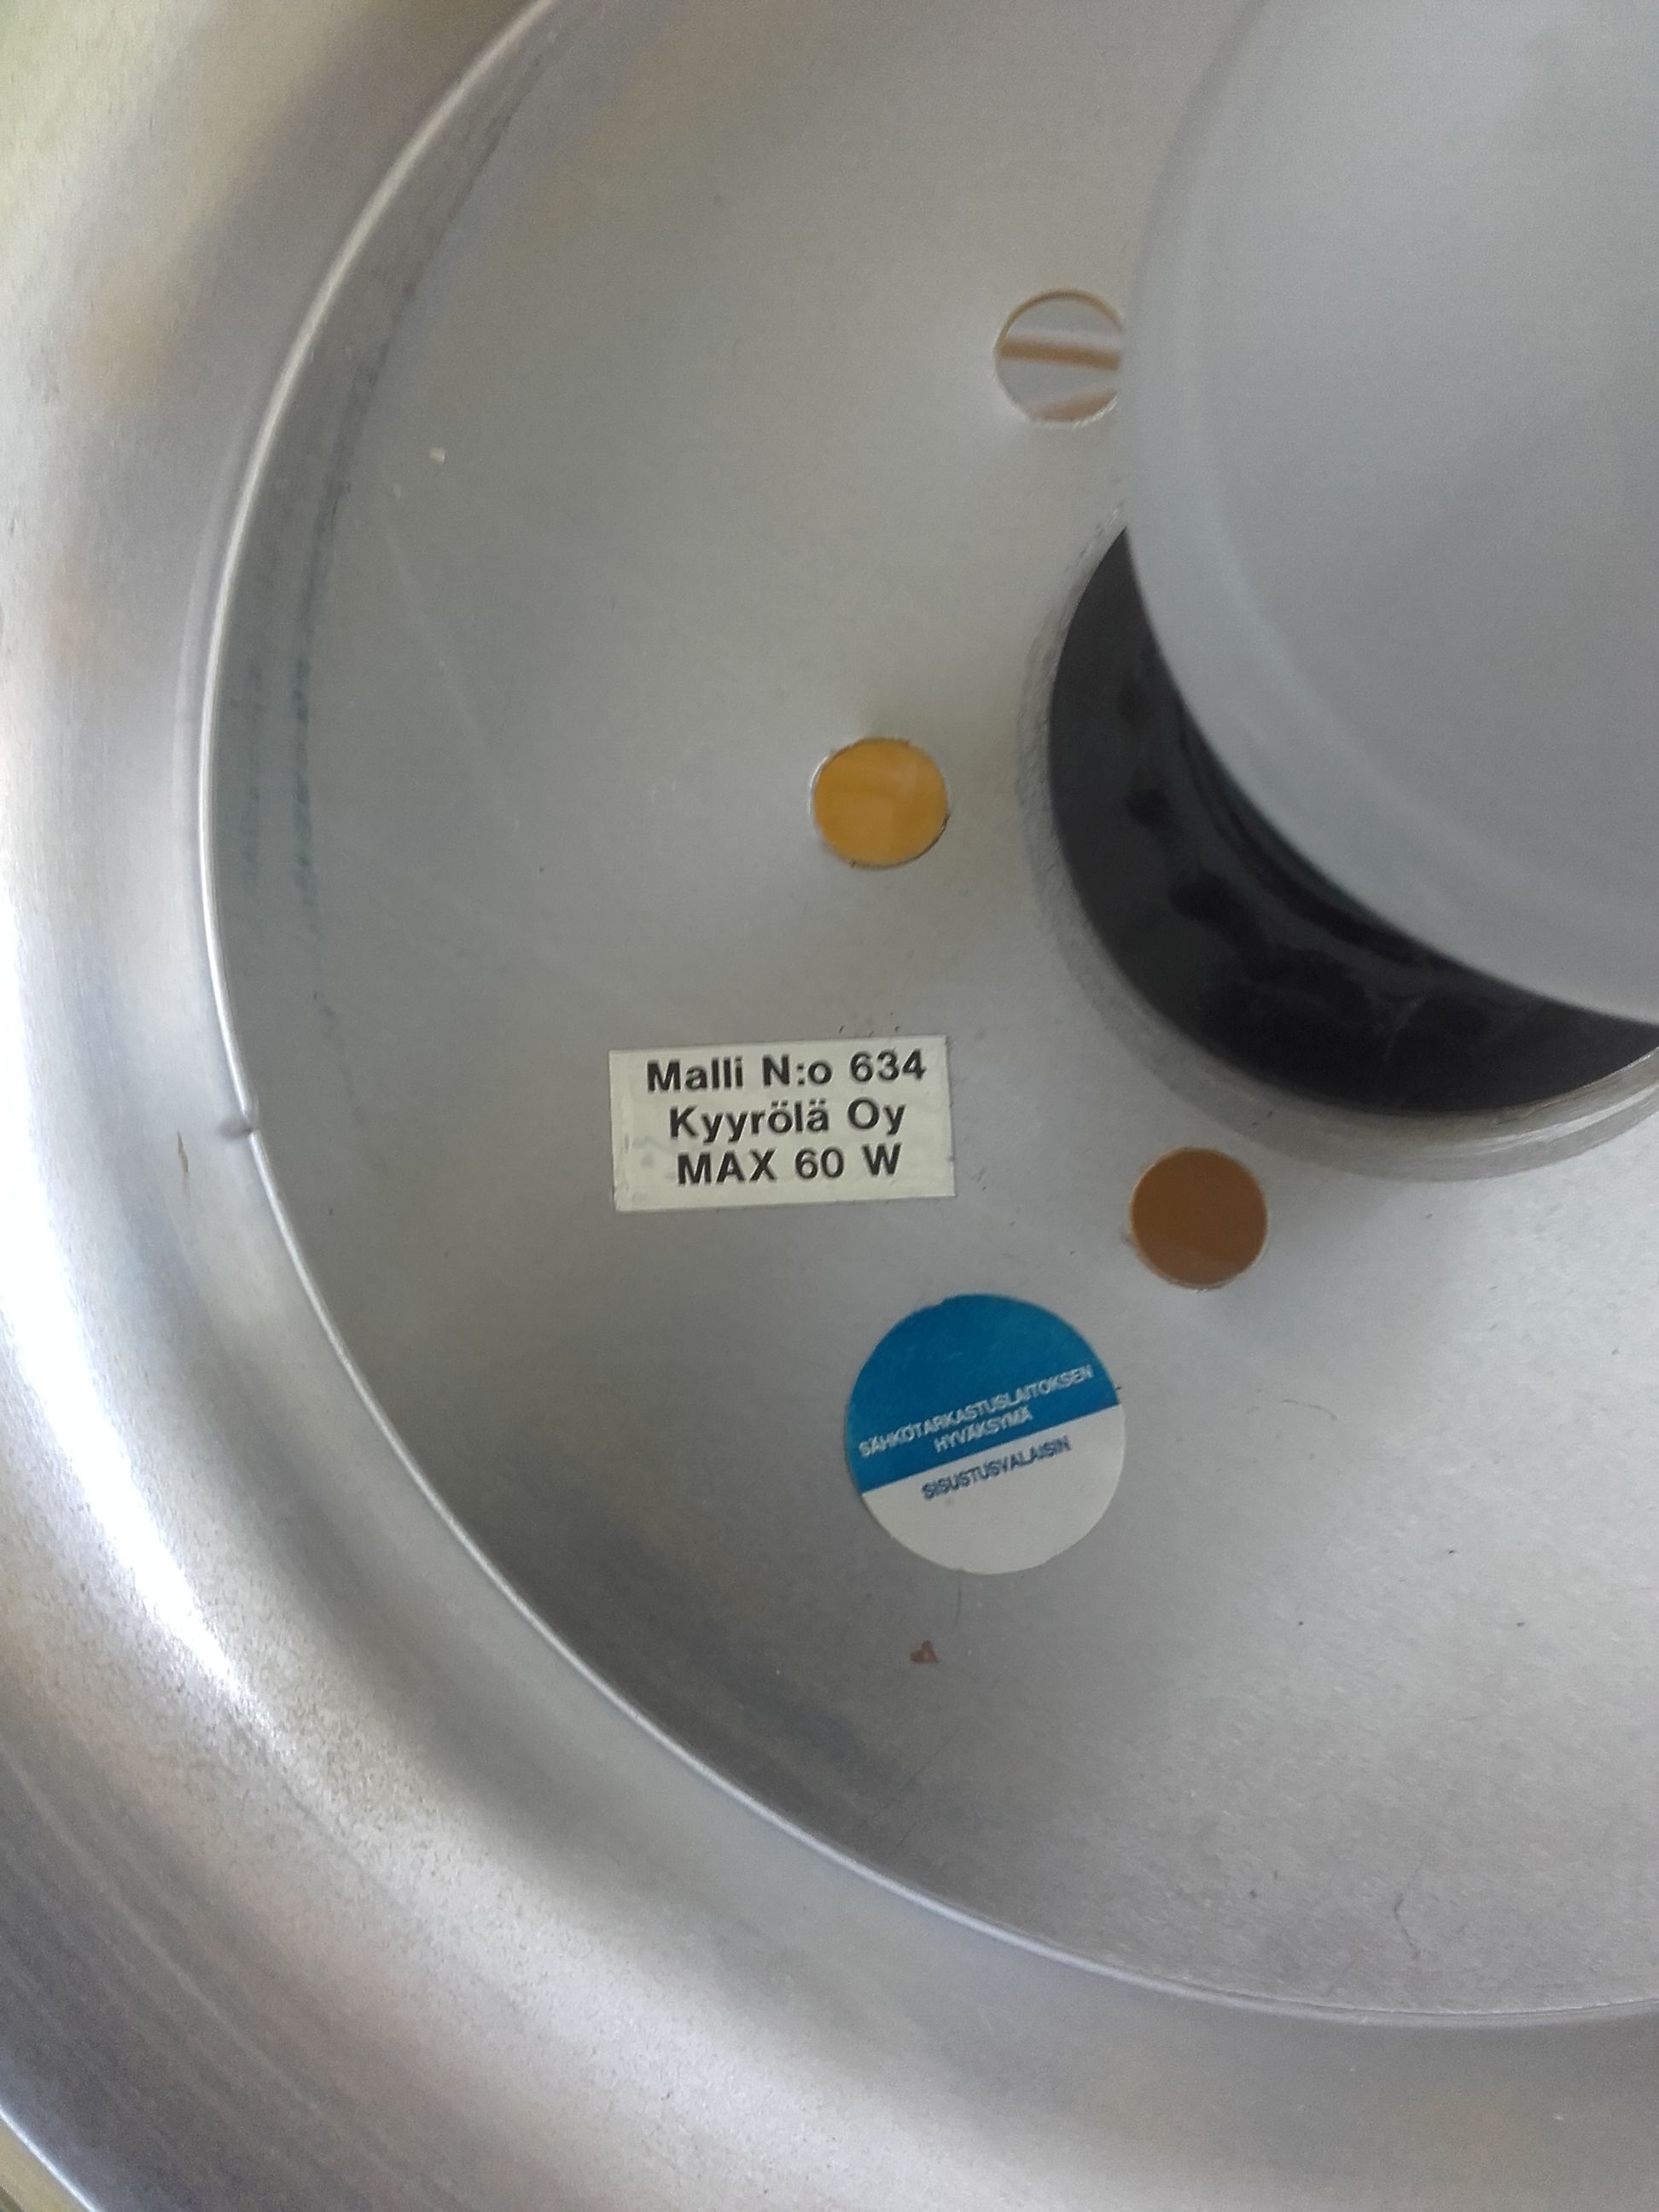 Malli N:o 634
Kyyrölä Oy
MAX 60 W
SÄHKÖTARKASTUSLAITOKSEN
HYVÄKSYMÄ
SISUSTUSVALAISIN